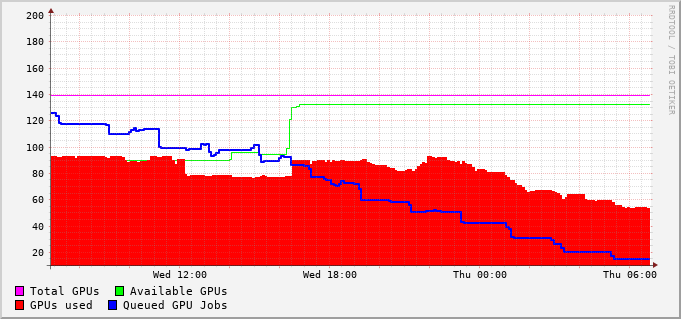 200
180
160
140
120
100
80
60
40
20
Wed 12:00 Wed 18:00 Thu 00:00 Thu 06:00
Total GPUs Available GPUs
GPUs used Queued GPU Jobs
RRDTOOL / TOBI OETIKER